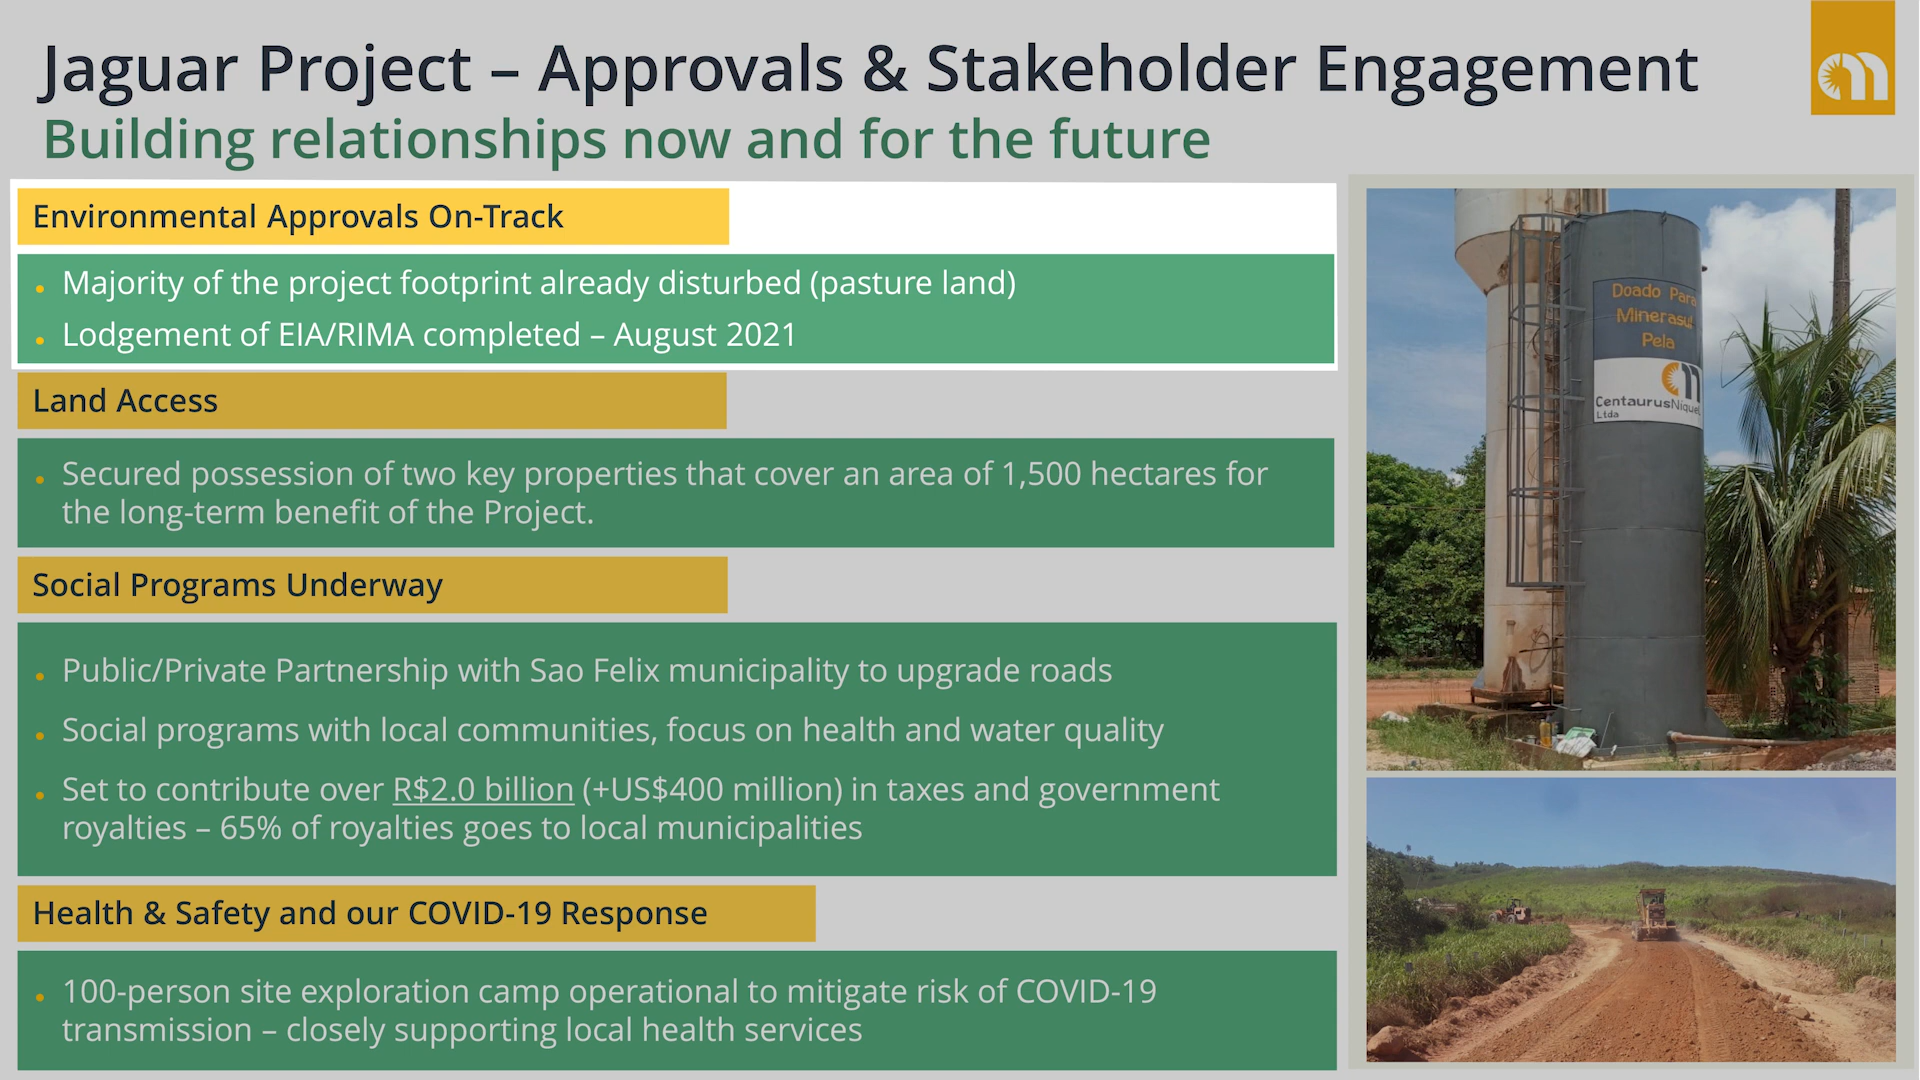 Jaguar Project – Approvals & Stakeholder Engagement
Building relationships now and for the future
Environmental Approvals On-Track
• Majority of the project footprint already disturbed (pasture land)
• Lodgement of EIA/RIMA completed – August 2021
Land Access
• Secured possession of two key properties that cover an area of 1,500 hectares for
the long-term benefit of the Project.
Social Programs Underway
• Public/Private Partnership with Sao Felix municipality to upgrade roads
• Social programs with local communities, focus on health and water quality
• Set to contribute over R$2.0 billion (+US$400 million) in taxes and government
royalties – 65% of royalties goes to local municipalities
Health & Safety and our COVID-19 Response
• 100-person site exploration camp operational to mitigate risk of COVID-19
transmission – closely supporting local health services
Doado Para
Minerasul
Pela
CentaurusNíquel
Ltda